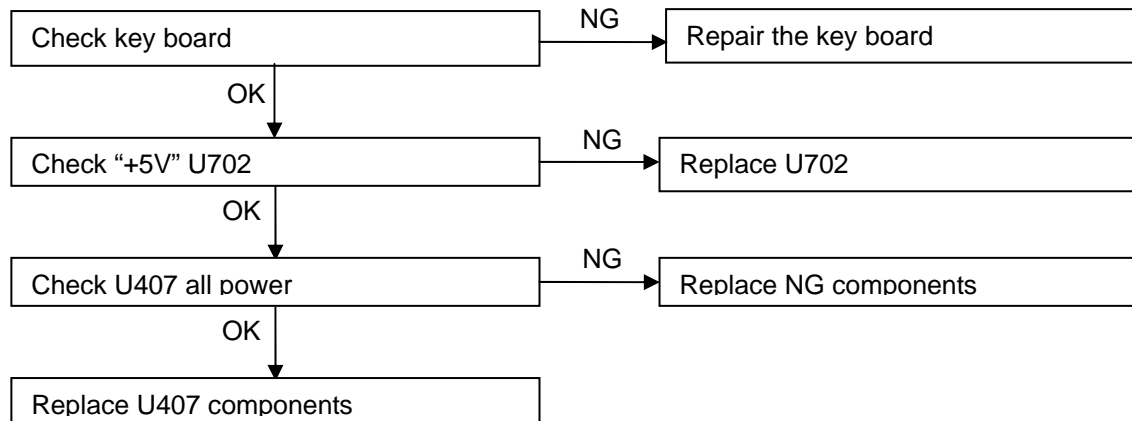 Check key board
NG
Repair the key board
OK
Check “+5V” U702
NG
Replace U702
OK
Check U407 all power
NG
Replace NG components
OK
Replace U407 components